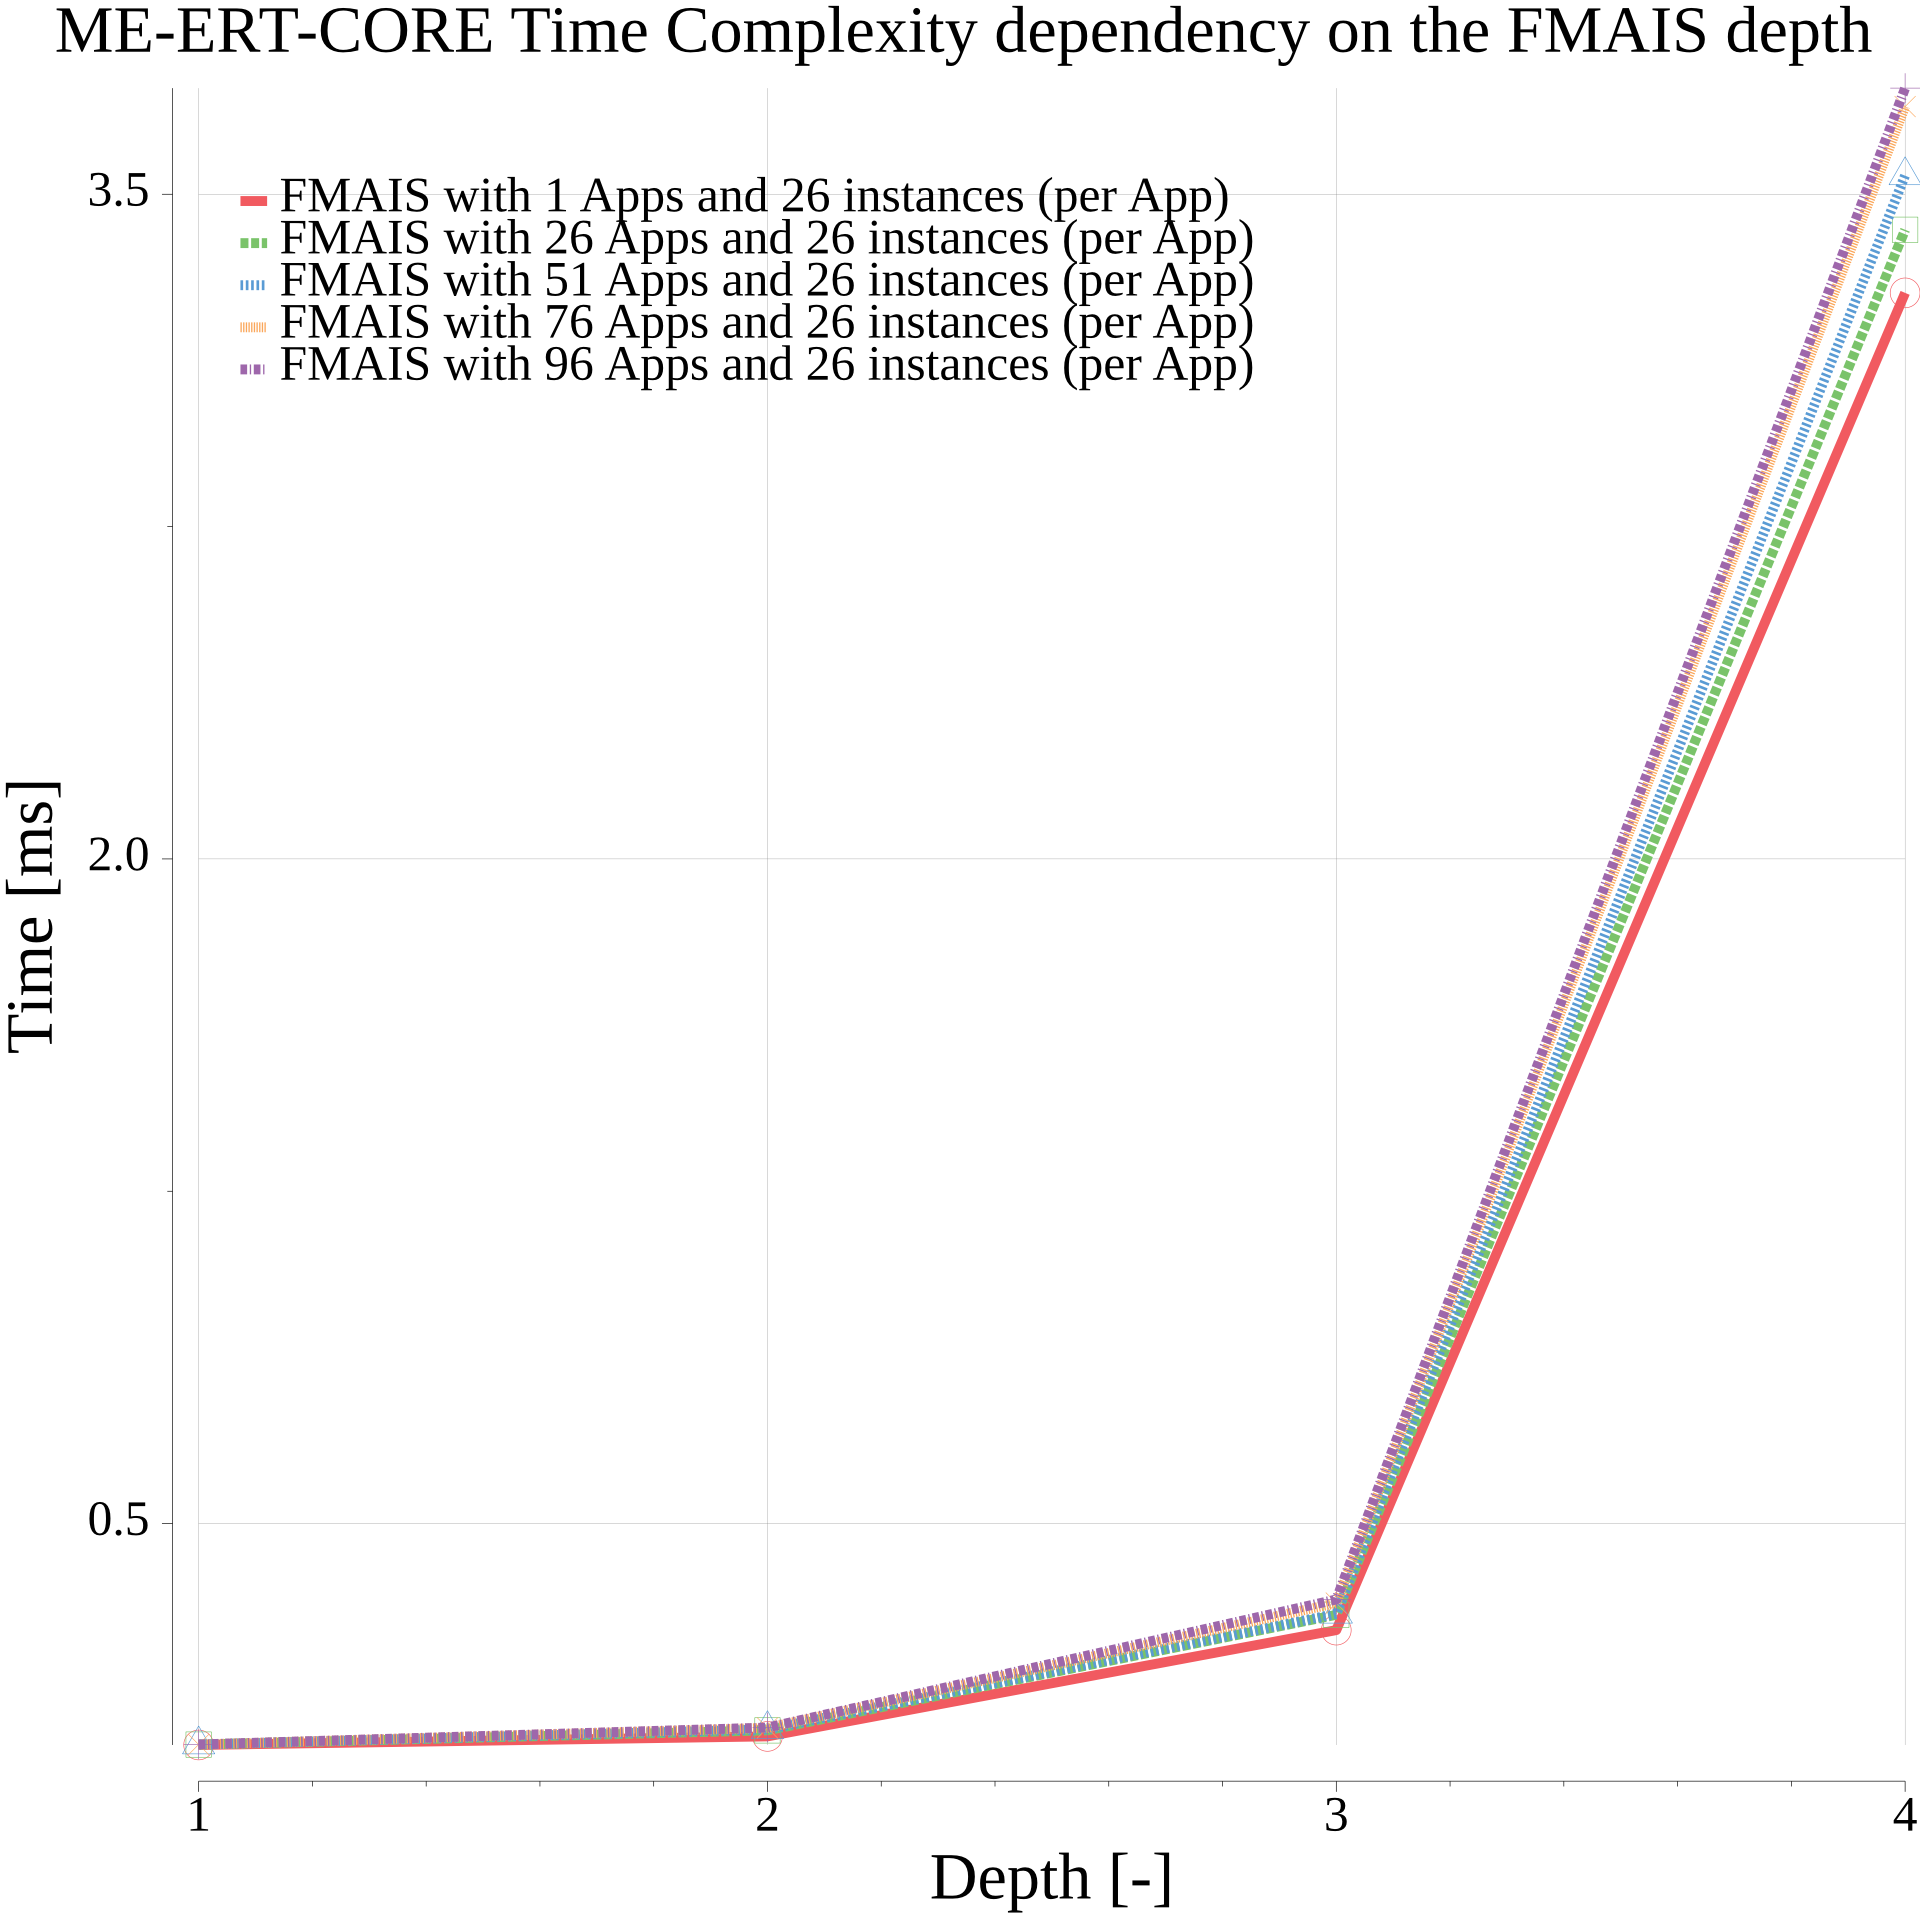 ME-ERT-CORE Time Complexity dependency on the FMAIS depth
3.5
FMAIS with 1 Apps and 26 instances (per App)
FMAIS with 26 Apps and 26 instances (per App)
FMAIS with 51 Apps and 26 instances (per App)
FMAIS with 76 Apps and 26 instances (per App)
FMAIS with 96 Apps and 26 instances (per App)
Time [ms]
2.0
0.5
1 2 3 4
Depth [-]